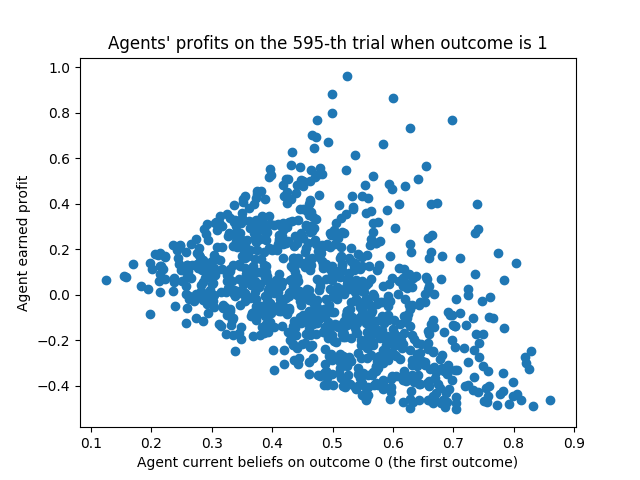 Agents' profits on the 595-th trial when outcome is 1
Agent earned profit
1.0
0.8
0.6
0.4
0.2
0.0
−0.2
−0.4
0.1 0.2 0.3 0.4 0.5 0.6 0.7 0.8 0.9
Agent current beliefs on outcome 0 (the first outcome)